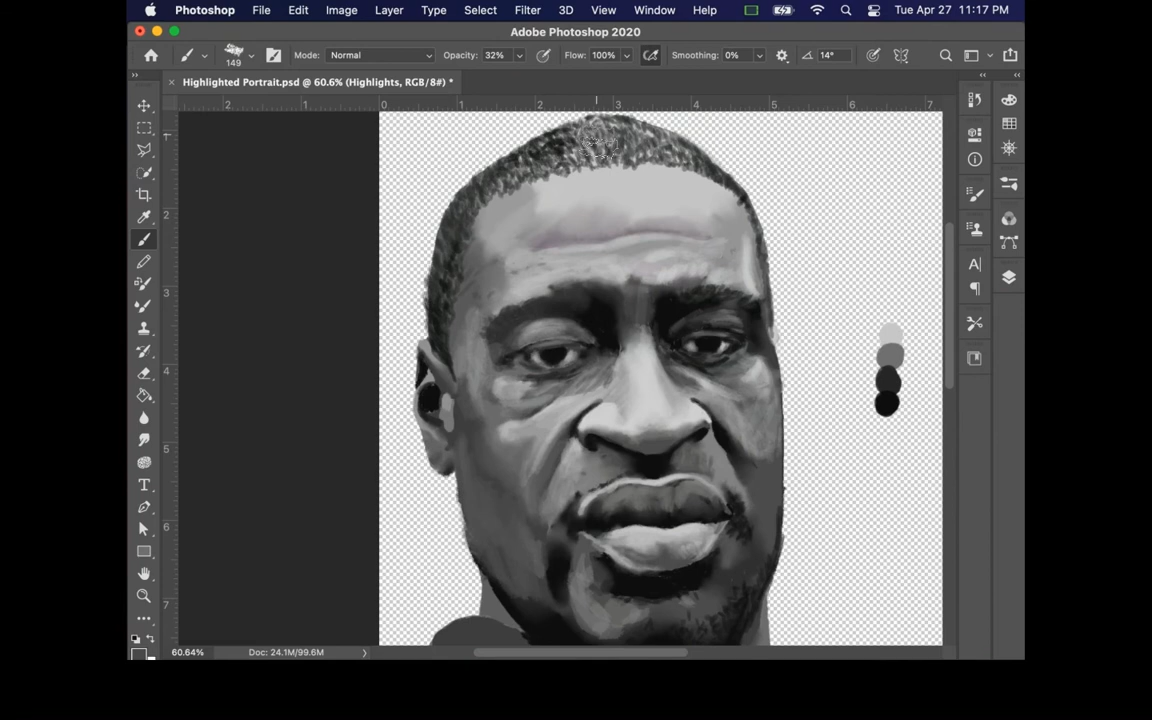 Photoshop File Edit Image Layer Type Select Filter 3D View Window Help Tue Apr 27 11:17 PM
Adobe Photoshop 2020
149 Mode: Normal Opacity: 32% Flow: 100% Smoothing: 0% 14°
Highlighted Portrait.psd @ 60.6% (Highlights, RGB/8#) *
2 1 0 1 2 3 4 5 6 7
2
3
4
5
6
7
60.64% Doc: 24.1M/99.6M